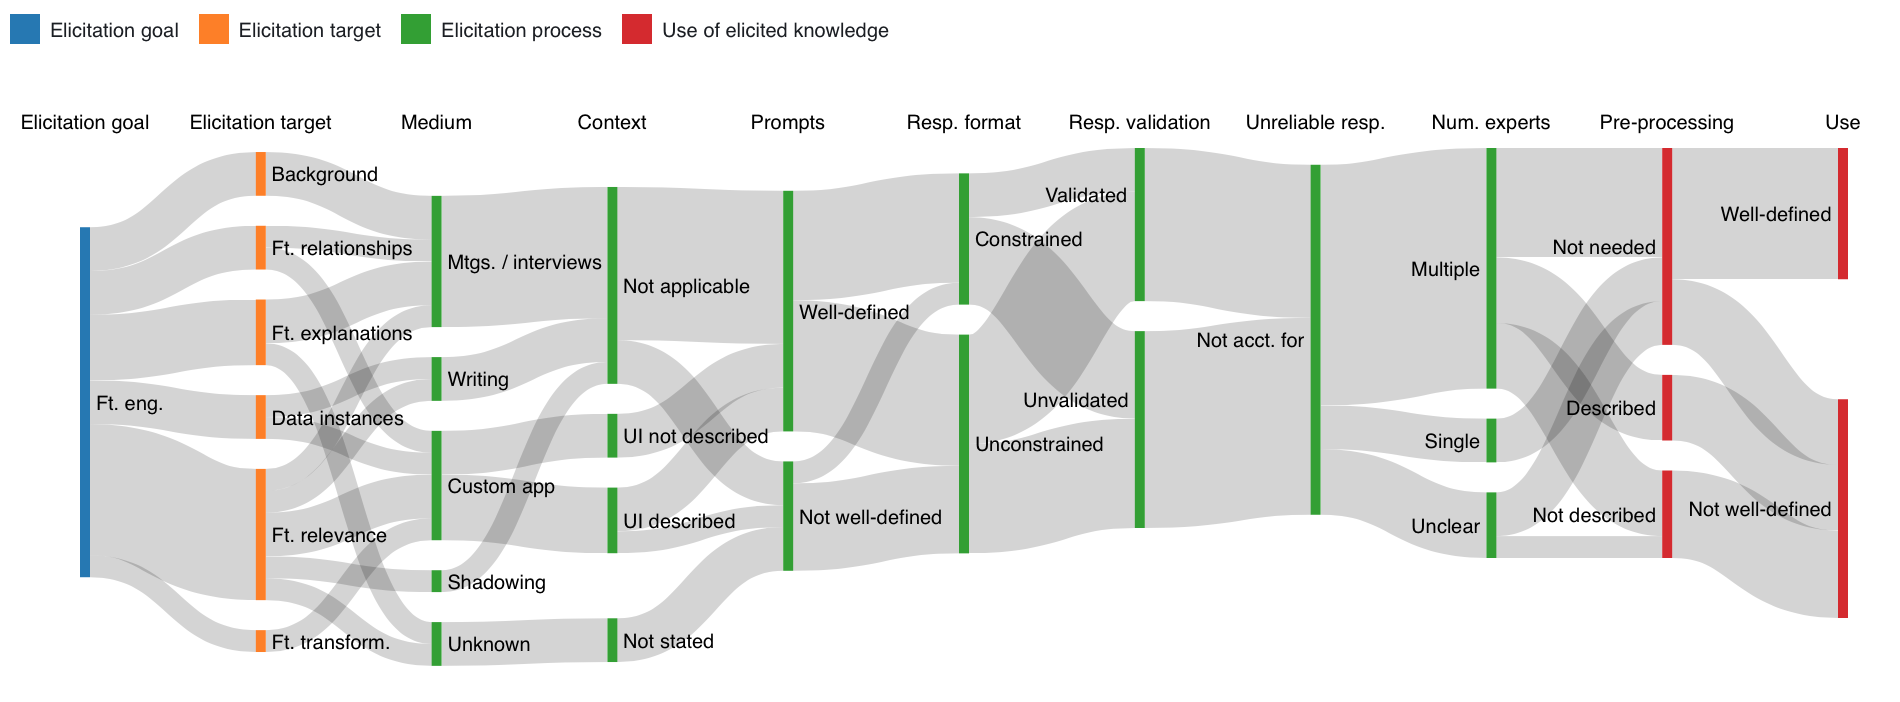 Elicitation goal
Elicitation target
Elicitation process
Use of elicited knowledge
Elicitation goal
Elicitation target
Medium
Context
Prompts
Resp. format
Resp. validation
Unreliable resp.
Num. experts
Pre-processing
Use
Ft. eng.
Background
Ft. relationships
Ft. explanations
Data instances
Ft. relevance
Ft. transform.
Mtgs. / interviews
Writing
Custom app
Shadowing
Unknown
Not applicable
UI not described
UI described
Not stated
Well-defined
Not well-defined
Constrained
Unconstrained
Validated
Unvalidated
Not acct. for
Multiple
Single
Unclear
Not needed
Described
Not described
Well-defined
Not well-defined